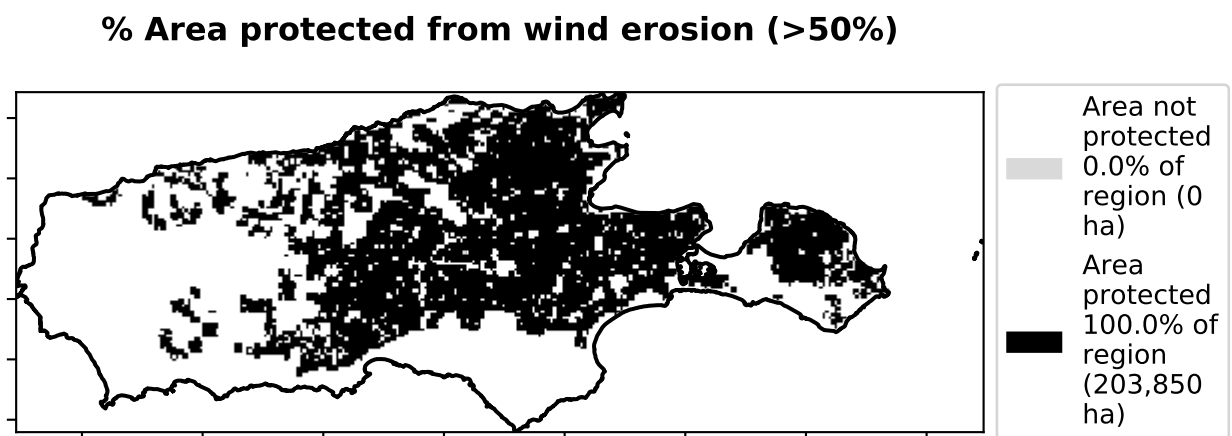 % Area protected from wind erosion (>50%)
Area not
protected
0.0% of
region (0
ha)
Area
protected
100.0% of
region
(203,850
ha)